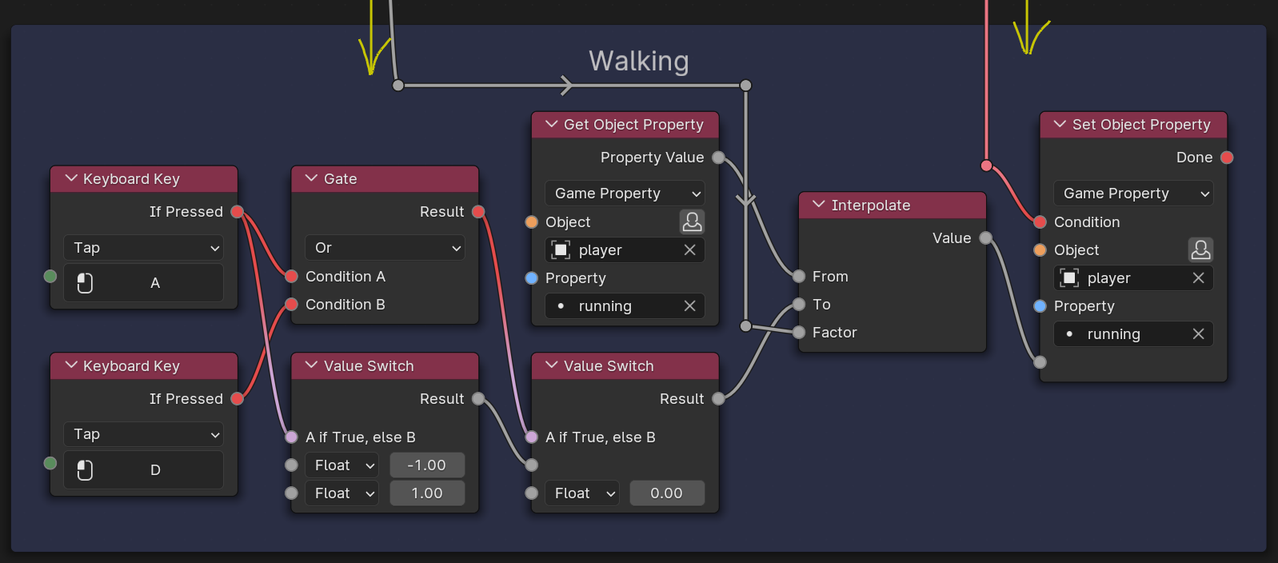 Walking
Keyboard Key
If Pressed
Tap
A
Keyboard Key
If Pressed
Tap
D
Gate
Result
Or
Condition A
Condition B
Value Switch
Result
A if True, else B
Float -1.00
Float 1.00
Get Object Property
Property Value
Game Property
Object
player
Property
running
Value Switch
Result
A if True, else B
Float 0.00
Interpolate
Value
From
To
Factor
Set Object Property
Done
Game Property
Condition
Object
player
Property
running